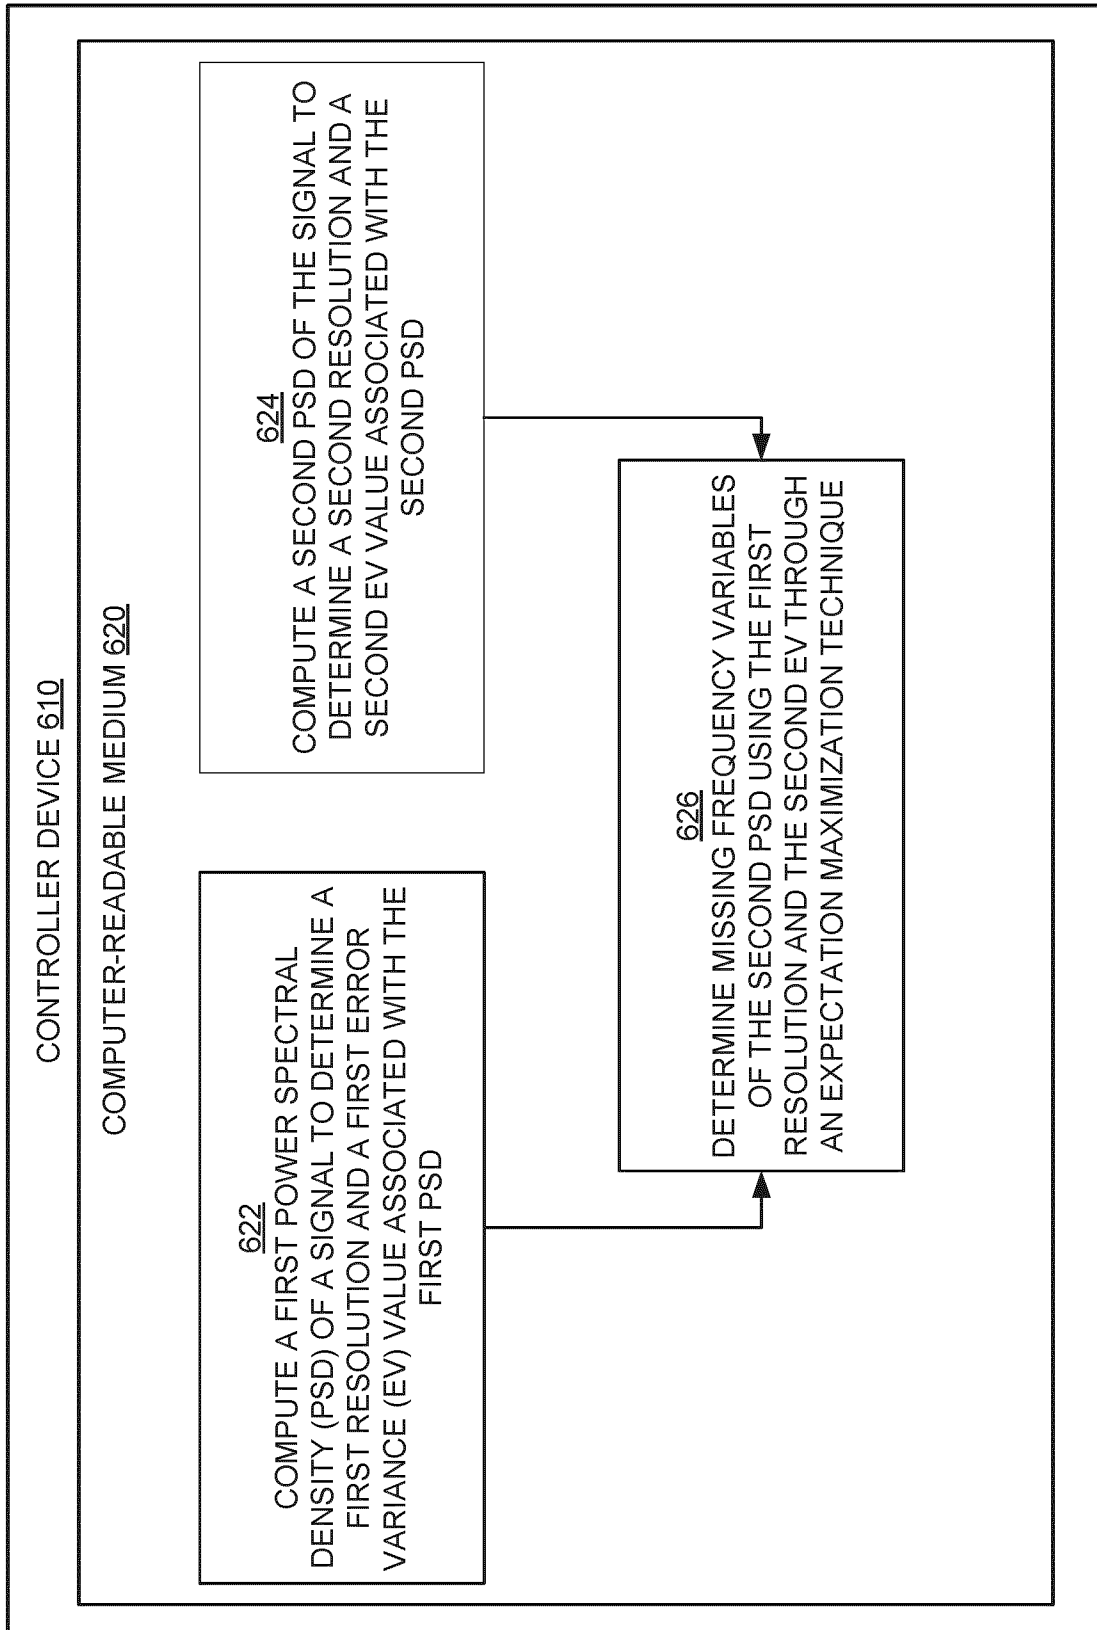 CONTROLLER DEVICE 610
COMPUTER-READABLE MEDIUM 620
622
COMPUTE A FIRST POWER SPECTRAL
DENSITY (PSD) OF A SIGNAL TO DETERMINE A
FIRST RESOLUTION AND A FIRST ERROR
VARIANCE (EV) VALUE ASSOCIATED WITH THE
FIRST PSD
624
COMPUTE A SECOND PSD OF THE SIGNAL TO
DETERMINE A SECOND RESOLUTION AND A
SECOND EV VALUE ASSOCIATED WITH THE
SECOND PSD
626
DETERMINE MISSING FREQUENCY VARIABLES
OF THE SECOND PSD USING THE FIRST
RESOLUTION AND THE SECOND EV THROUGH
AN EXPECTATION MAXIMIZATION TECHNIQUE